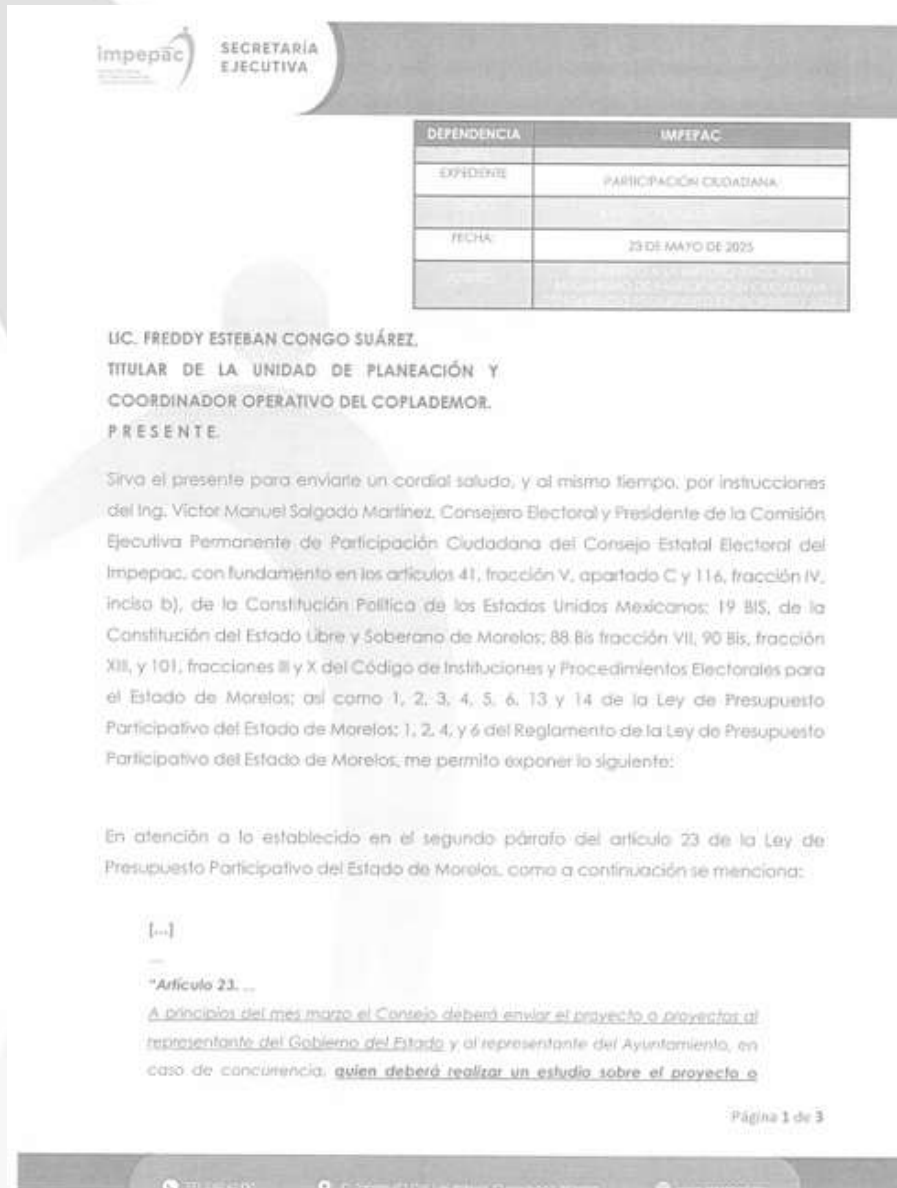 impepac
SECRETARÍA
EJECUTIVA
DEPENDENCIA IMPEPAC
EXPEDIENTE PARTICIPACIÓN CIUDADANA
FECHA: 23 DE MAYO DE 2025
LIC. FREDDY ESTEBAN CONGO SUÁREZ,
TITULAR DE LA UNIDAD DE PLANEACIÓN Y
COORDINADOR OPERATIVO DEL COPLADEMOR.
P R E S E N T E.
Sirva el presente para enviarle un cordial saludo, y al mismo tiempo, por instrucciones
del Ing. Víctor Manuel Salgado Martínez, Consejero Electoral y Presidente de la Comisión
Ejecutiva Permanente de Participación Ciudadana del Consejo Estatal Electoral del
Impepac, con fundamento en los artículos 41, fracción V, apartado C y 116, fracción IV,
inciso b), de la Constitución Política de los Estados Unidos Mexicanos; 19 BIS, de la
Constitución del Estado Libre y Soberano de Morelos; 88 Bis fracción VII, 90 Bis, fracción
XIII, y 101, fracciones III y X del Código de Instituciones y Procedimientos Electorales para
el Estado de Morelos; así como 1, 2, 3, 4, 5, 6, 13 y 14 de la Ley de Presupuesto
Participativo del Estado de Morelos; 1, 2, 4, y 6 del Reglamento de la Ley de Presupuesto
Participativo del Estado de Morelos, me permito exponer lo siguiente:
En atención a lo establecido en el segundo párrafo del artículo 23 de la Ley de
Presupuesto Participativo del Estado de Morelos, como a continuación se menciona:
[...]
...
"Artículo 23. ...
A principios del mes marzo el Consejo deberá enviar el proyecto o proyectos al
representante del Gobierno del Estado y al representante del Ayuntamiento, en
caso de concurrencia, quien deberá realizar un estudio sobre el proyecto o
Página 1 de 3